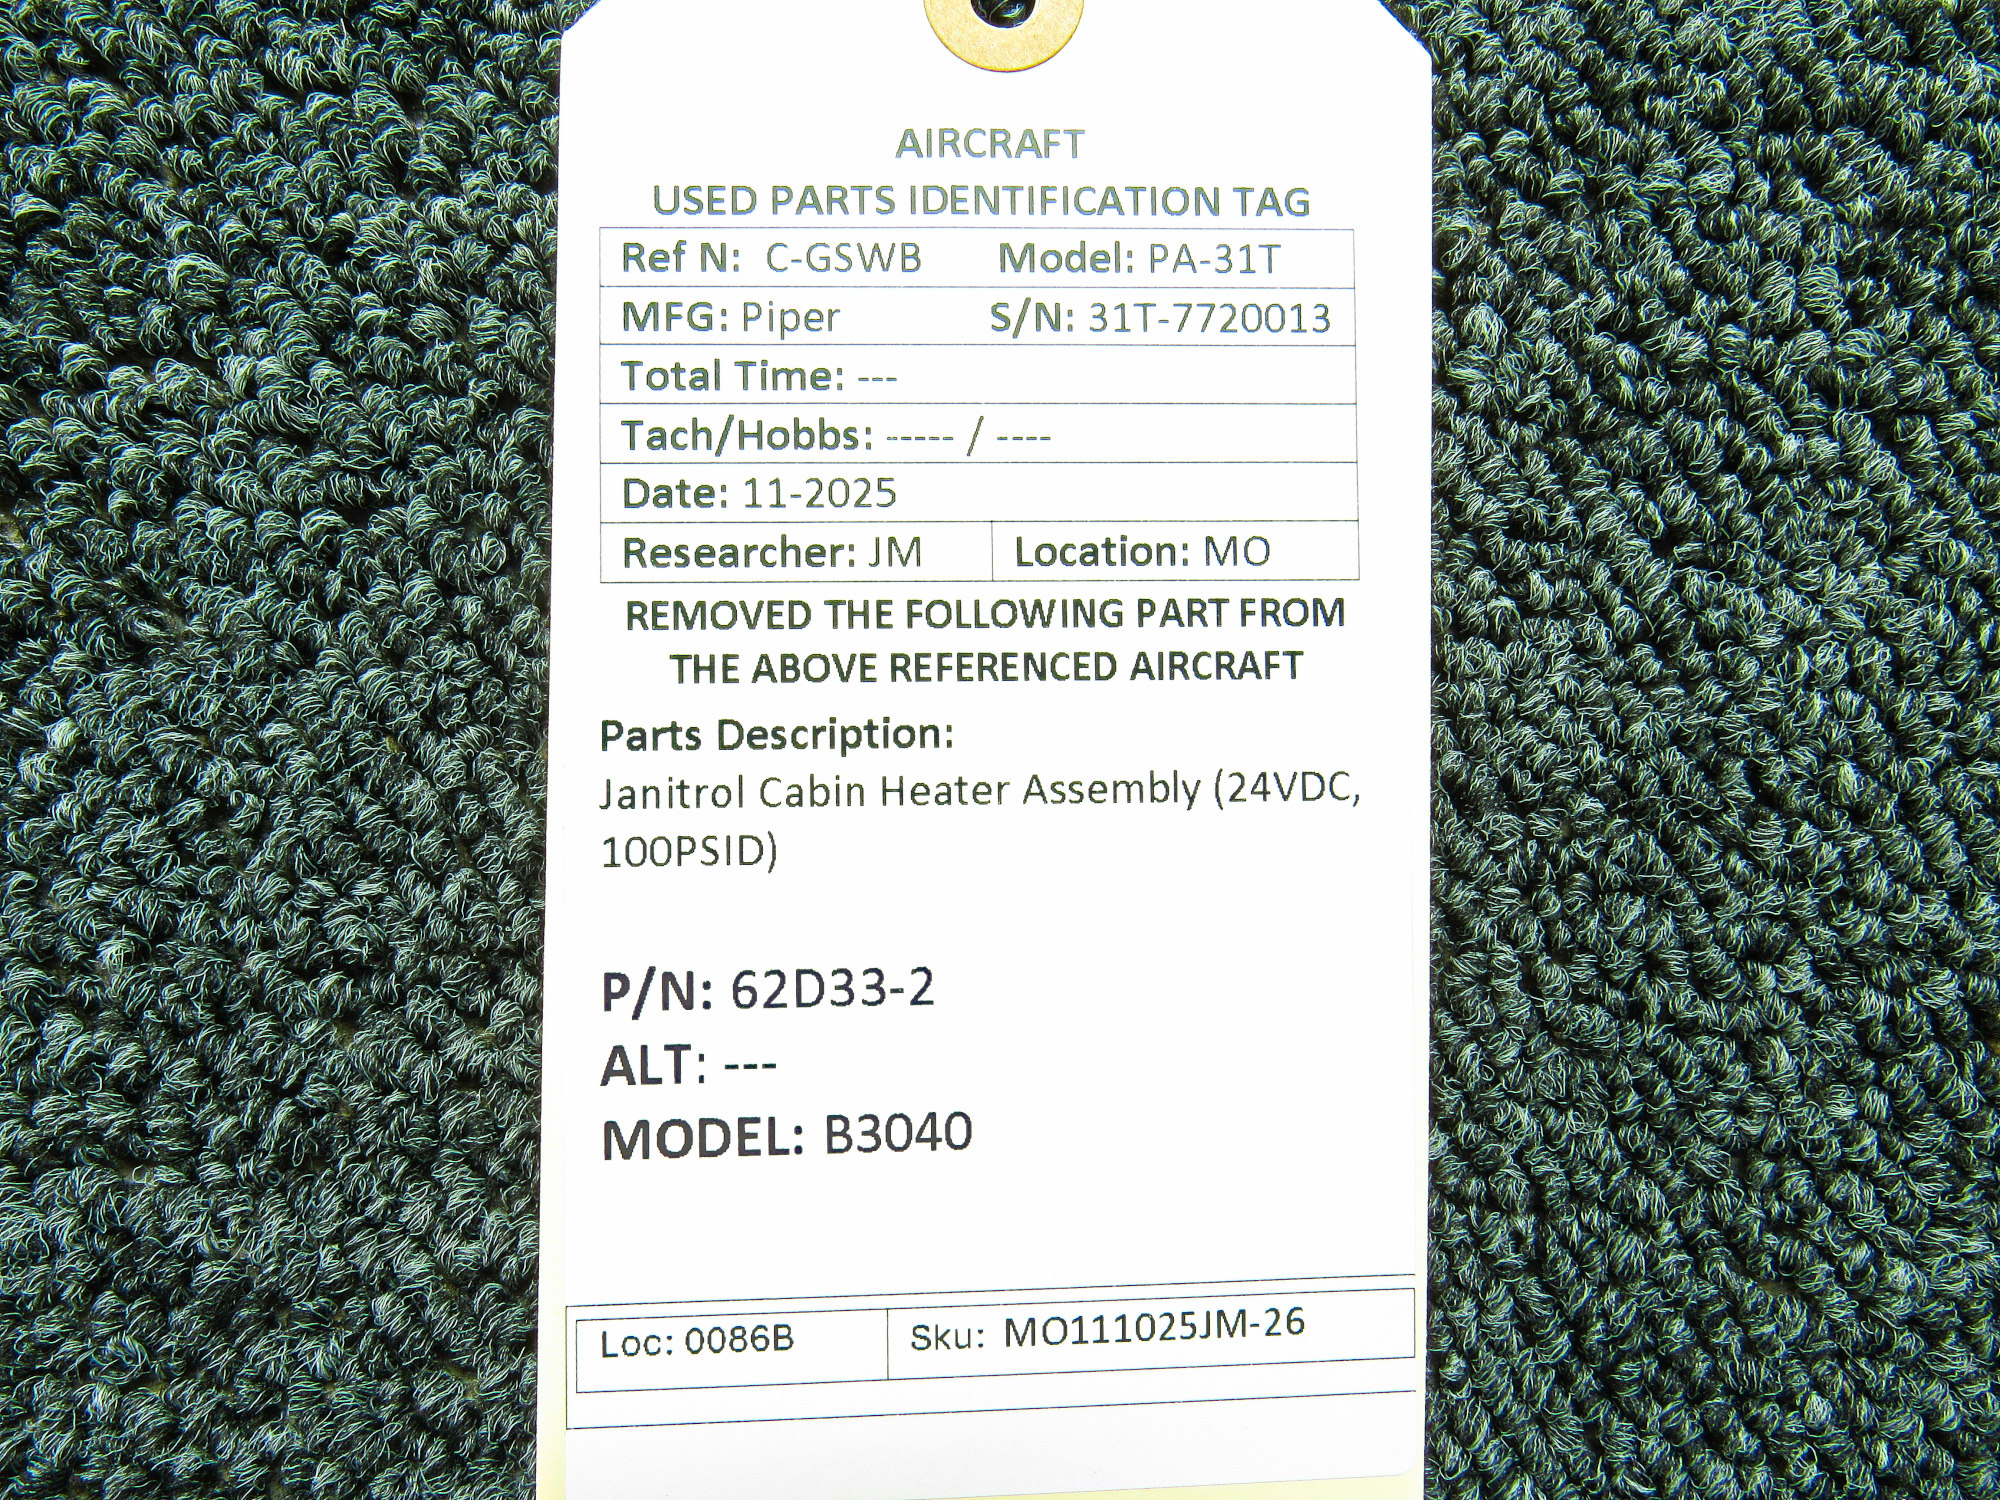 AIRCRAFT
USED PARTS IDENTIFICATION TAG
Ref N: C-GSWB Model: PA-31T
MFG: Piper S/N: 31T-7720013
Total Time: ---
Tach/Hobbs: ----- / ----
Date: 11-2025
Researcher: JM Location: MO
REMOVED THE FOLLOWING PART FROM
THE ABOVE REFERENCED AIRCRAFT
Parts Description:
Janitrol Cabin Heater Assembly (24VDC,
100PSID)
P/N: 62D33-2
ALT: ---
MODEL: B3040
Loc: 0086B Sku: MO111025JM-26